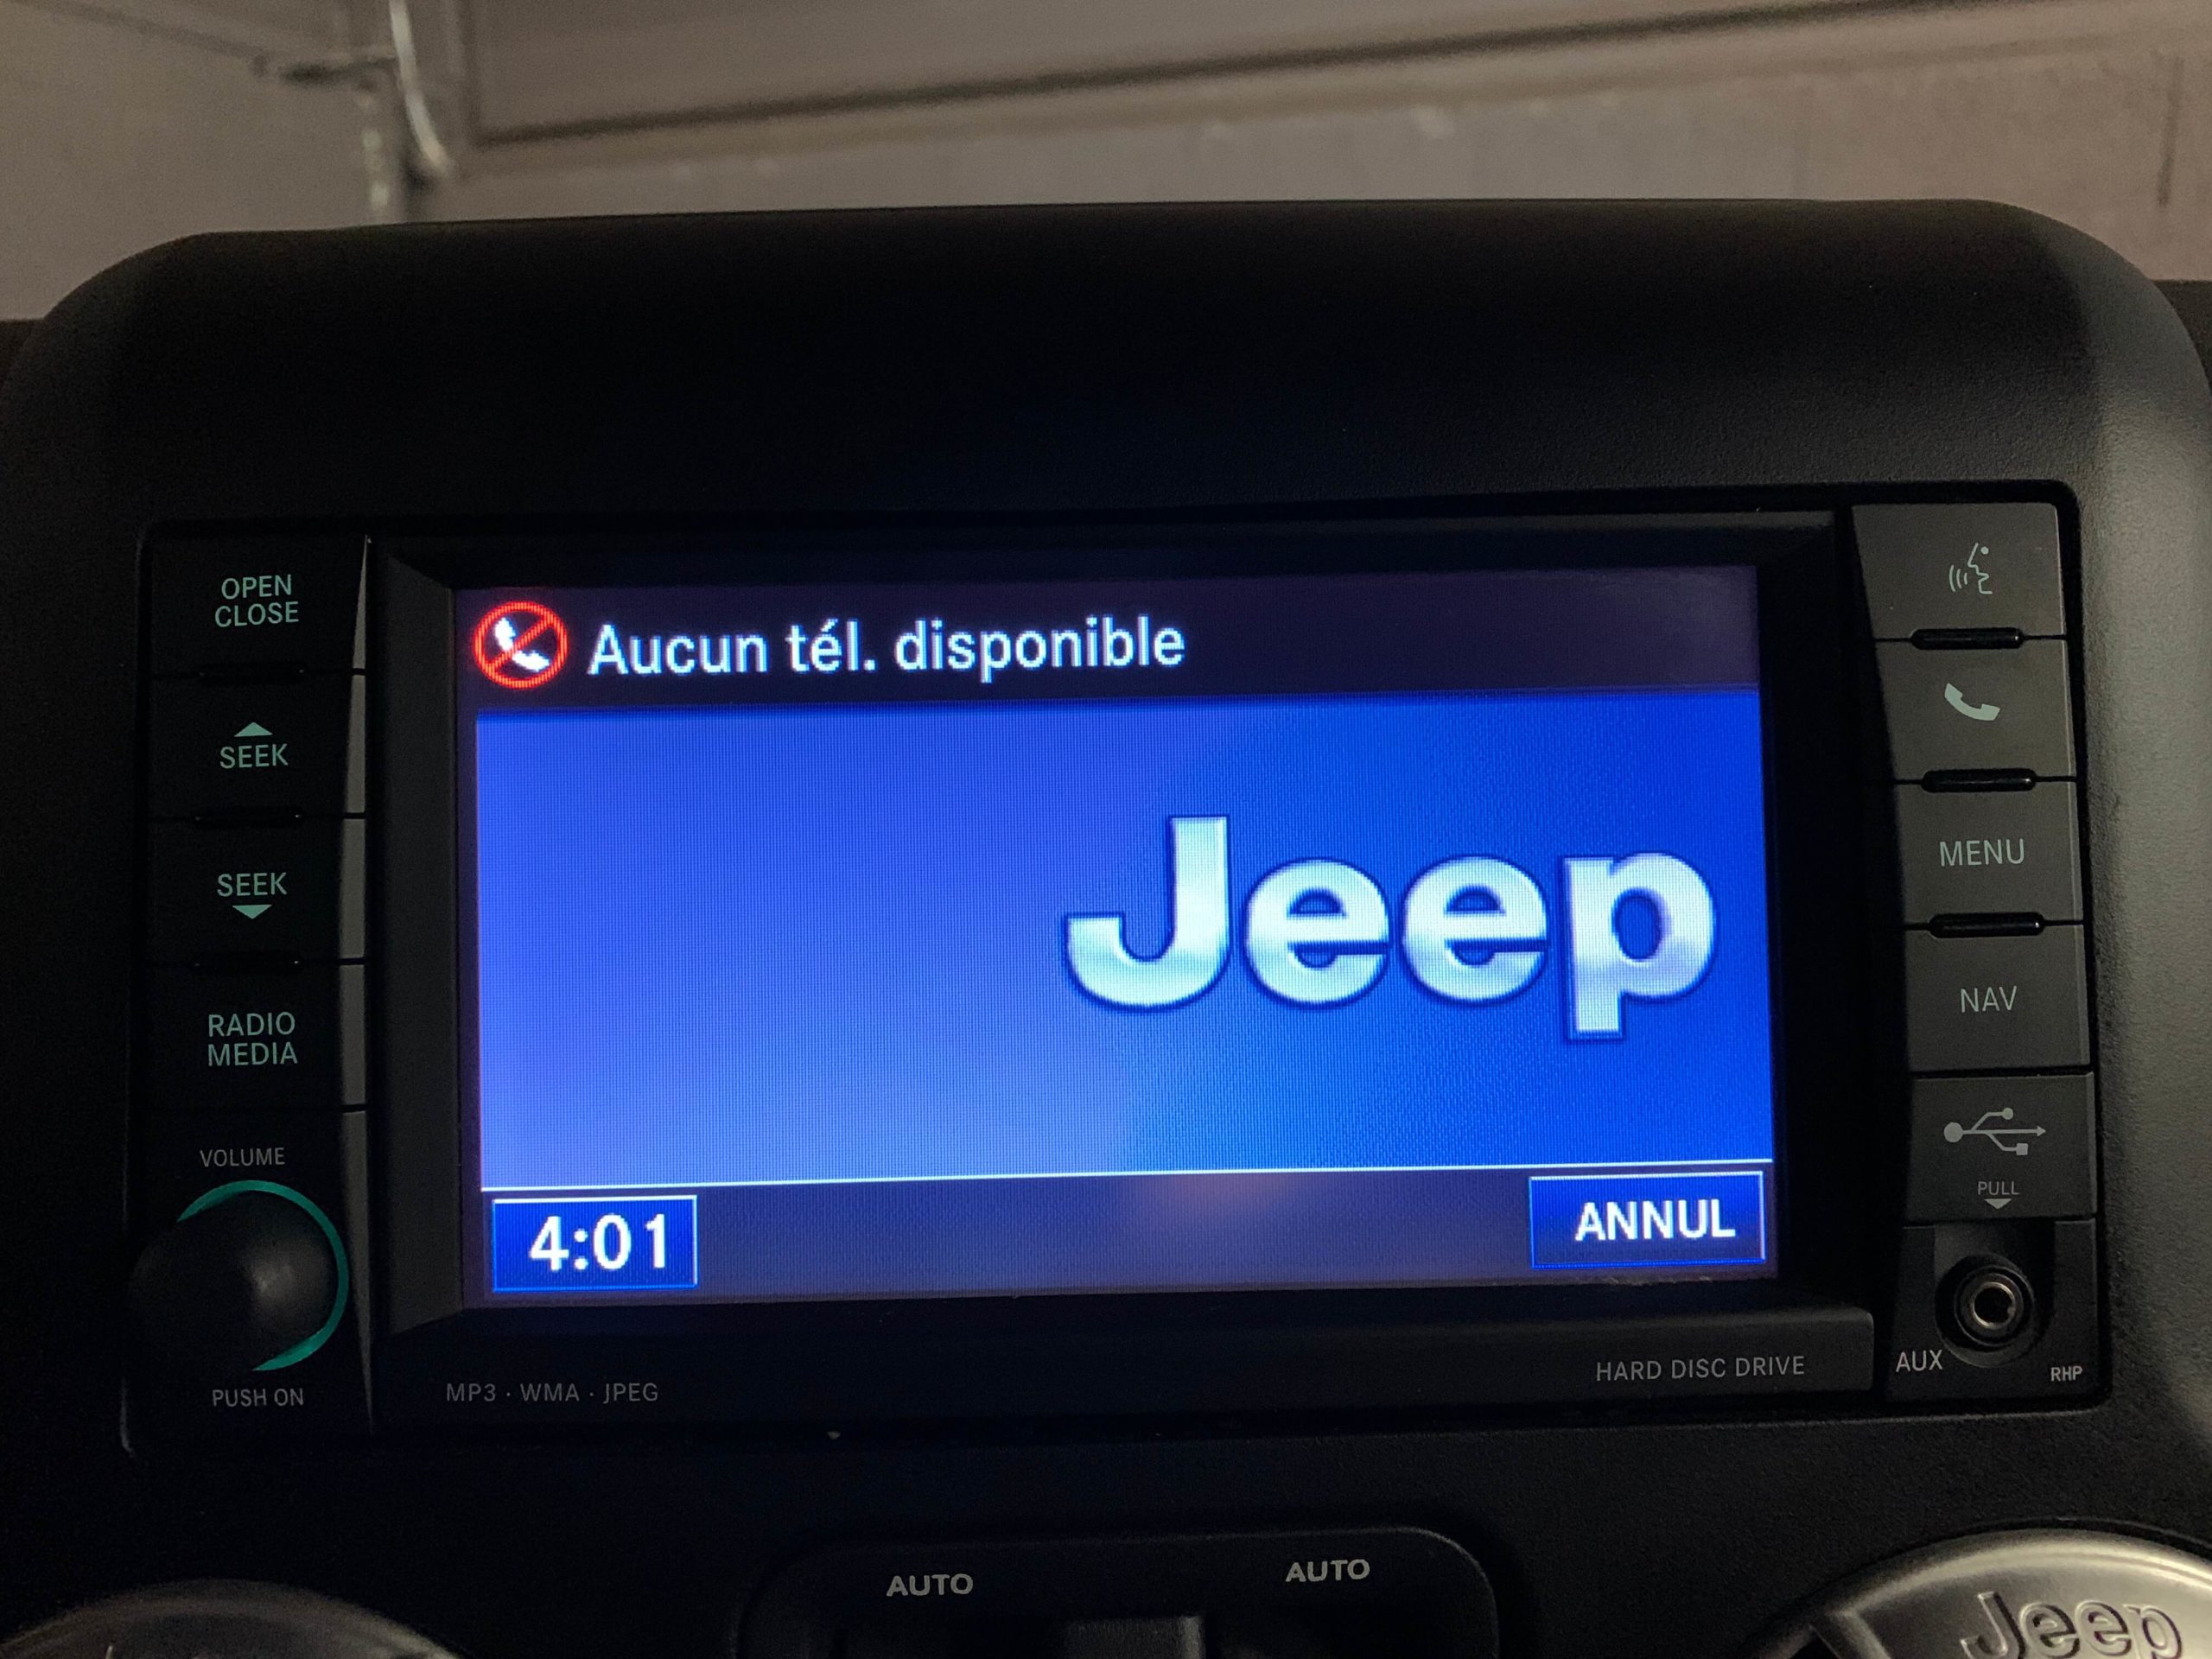 OPEN
CLOSE
SEEK
SEEK
RADIO
MEDIA
VOLUME
PUSH ON
Aucun tél. disponible
Jeep
4:01
ANNUL
MP3 · WMA · JPEG
HARD DISC DRIVE
MENU
NAV
PULL
AUX
RHP
AUTO
AUTO
Jeep